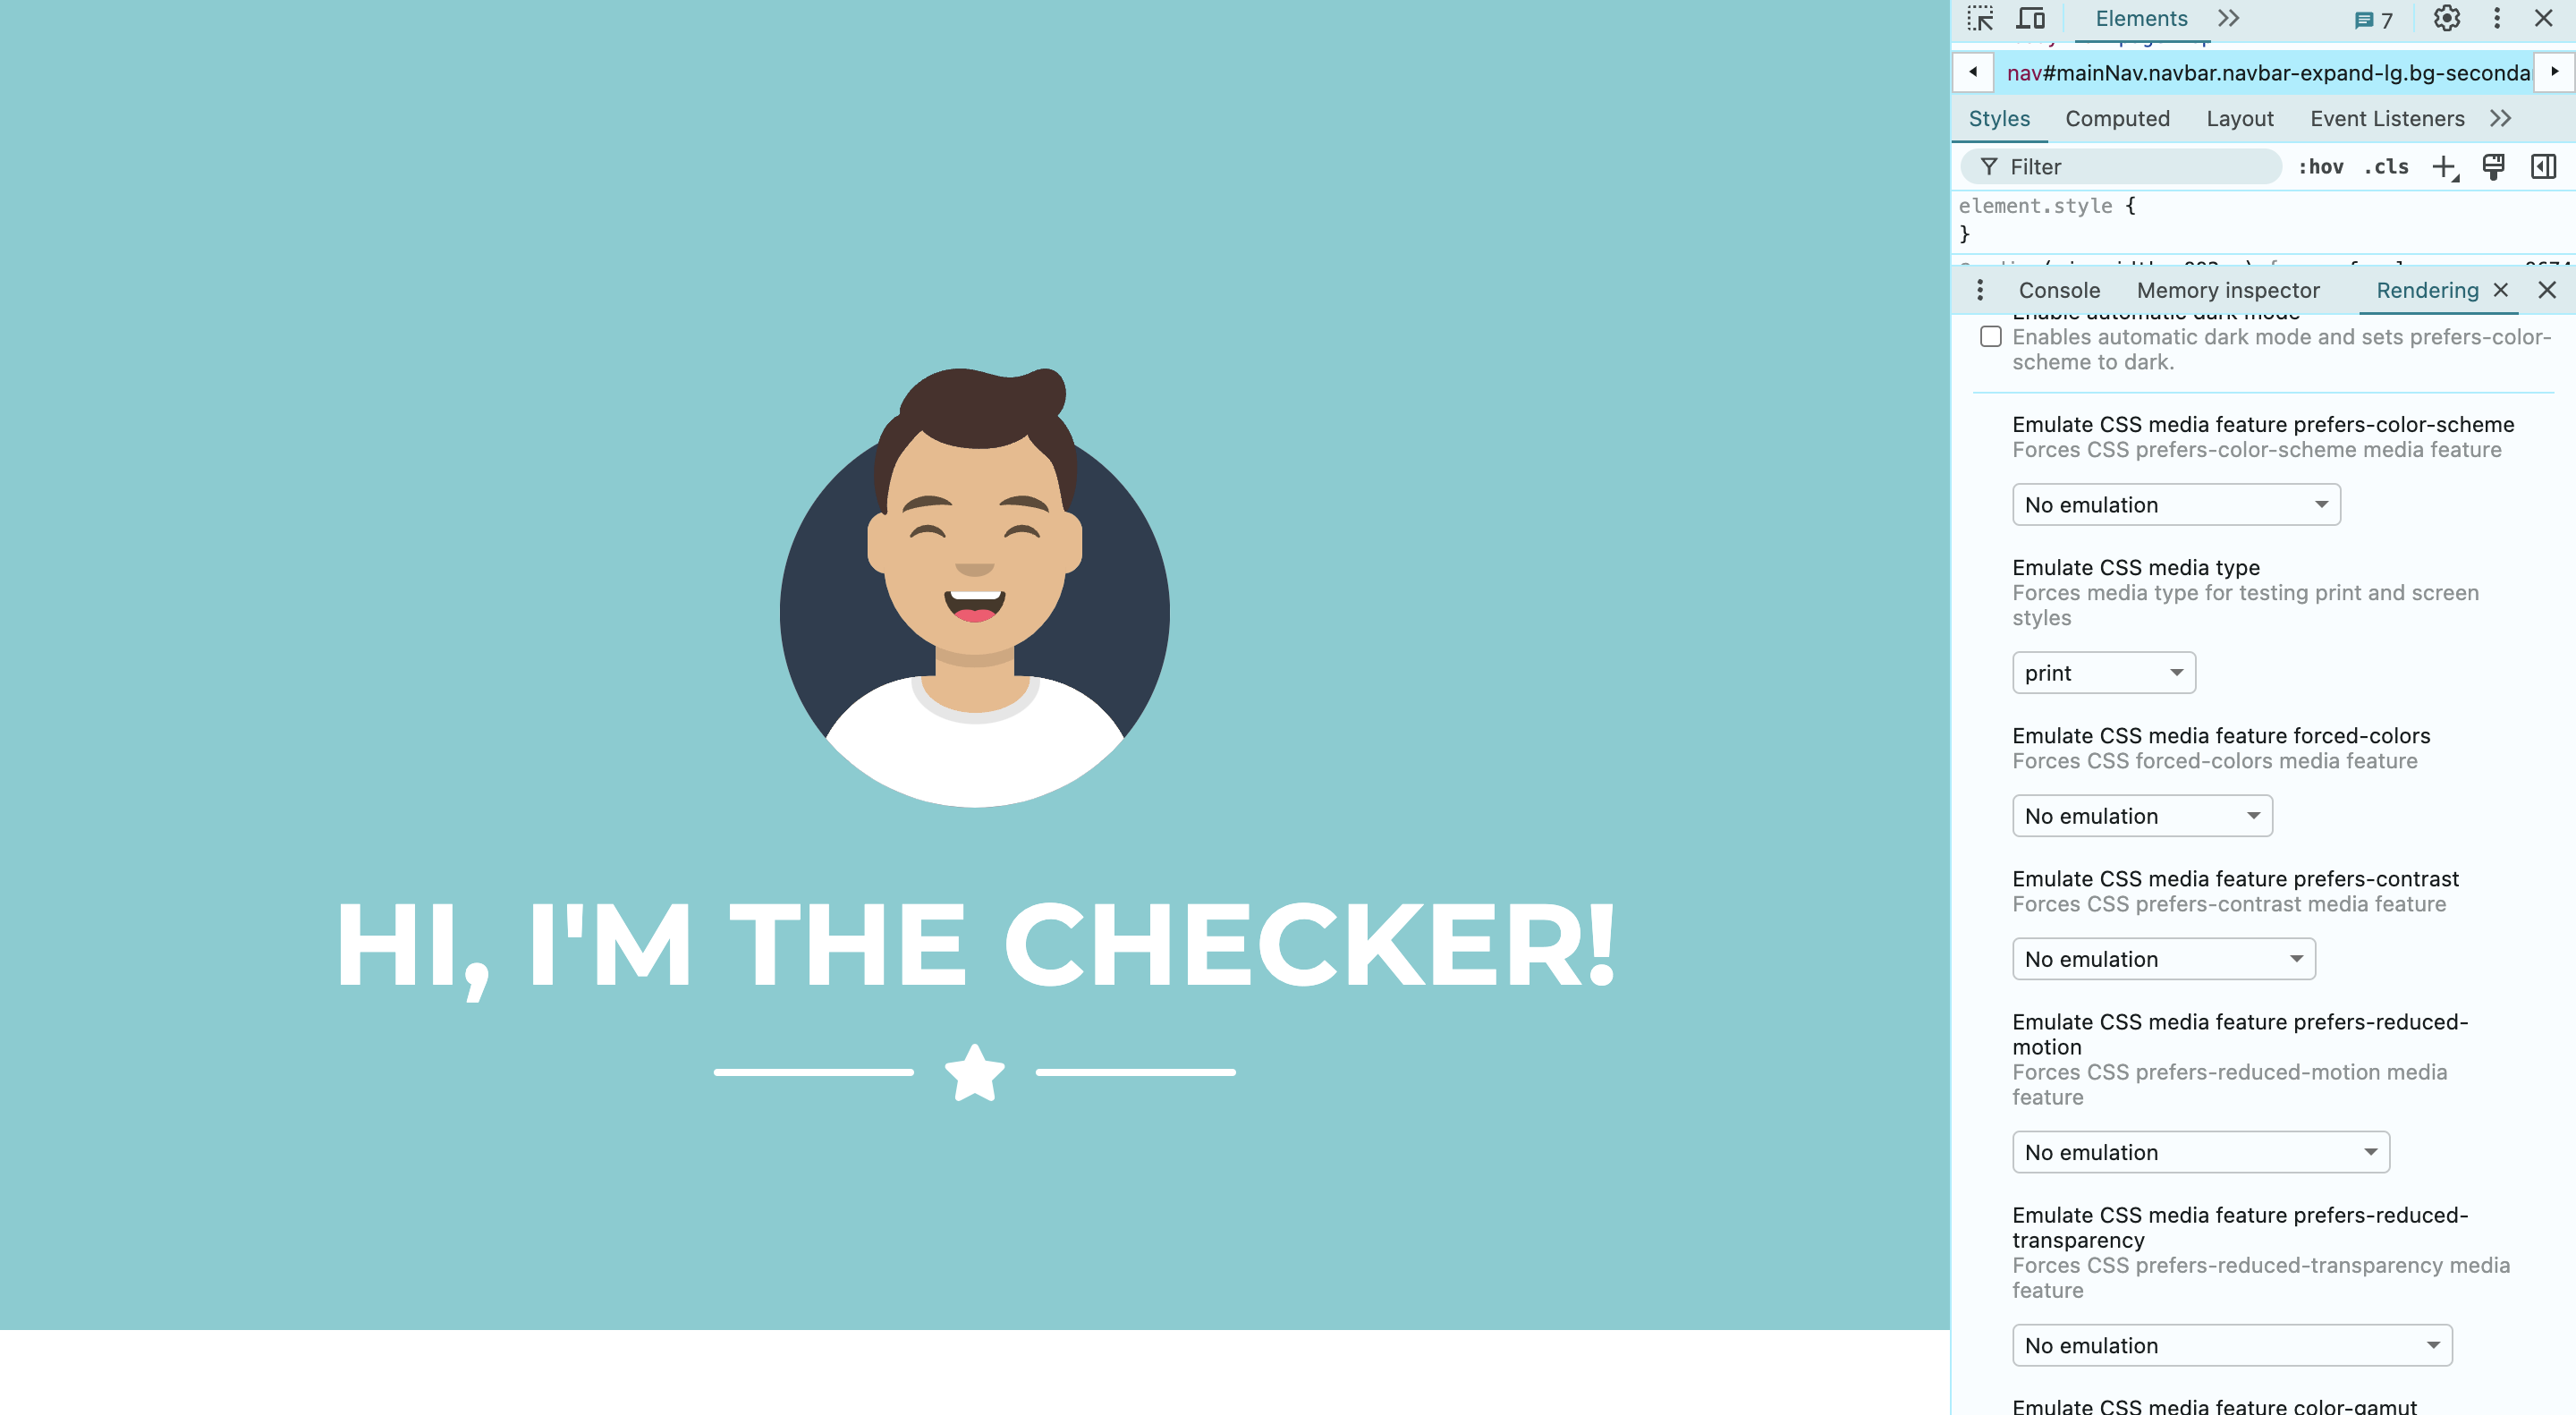 HI, I'M THE CHECKER!
Elements
7
nav#mainNav.navbar.navbar-expand-lg.bg-seconda
Styles Computed Layout Event Listeners
Filter :hov .cls
element.style {
}
Console Memory inspector Rendering
Enable automatic dark mode
Enables automatic dark mode and sets prefers-color-
scheme to dark.
Emulate CSS media feature prefers-color-scheme
Forces CSS prefers-color-scheme media feature
No emulation
Emulate CSS media type
Forces media type for testing print and screen
styles
print
Emulate CSS media feature forced-colors
Forces CSS forced-colors media feature
No emulation
Emulate CSS media feature prefers-contrast
Forces CSS prefers-contrast media feature
No emulation
Emulate CSS media feature prefers-reduced-
motion
Forces CSS prefers-reduced-motion media
feature
No emulation
Emulate CSS media feature prefers-reduced-
transparency
Forces CSS prefers-reduced-transparency media
feature
No emulation
Emulate CSS media feature color-gamut